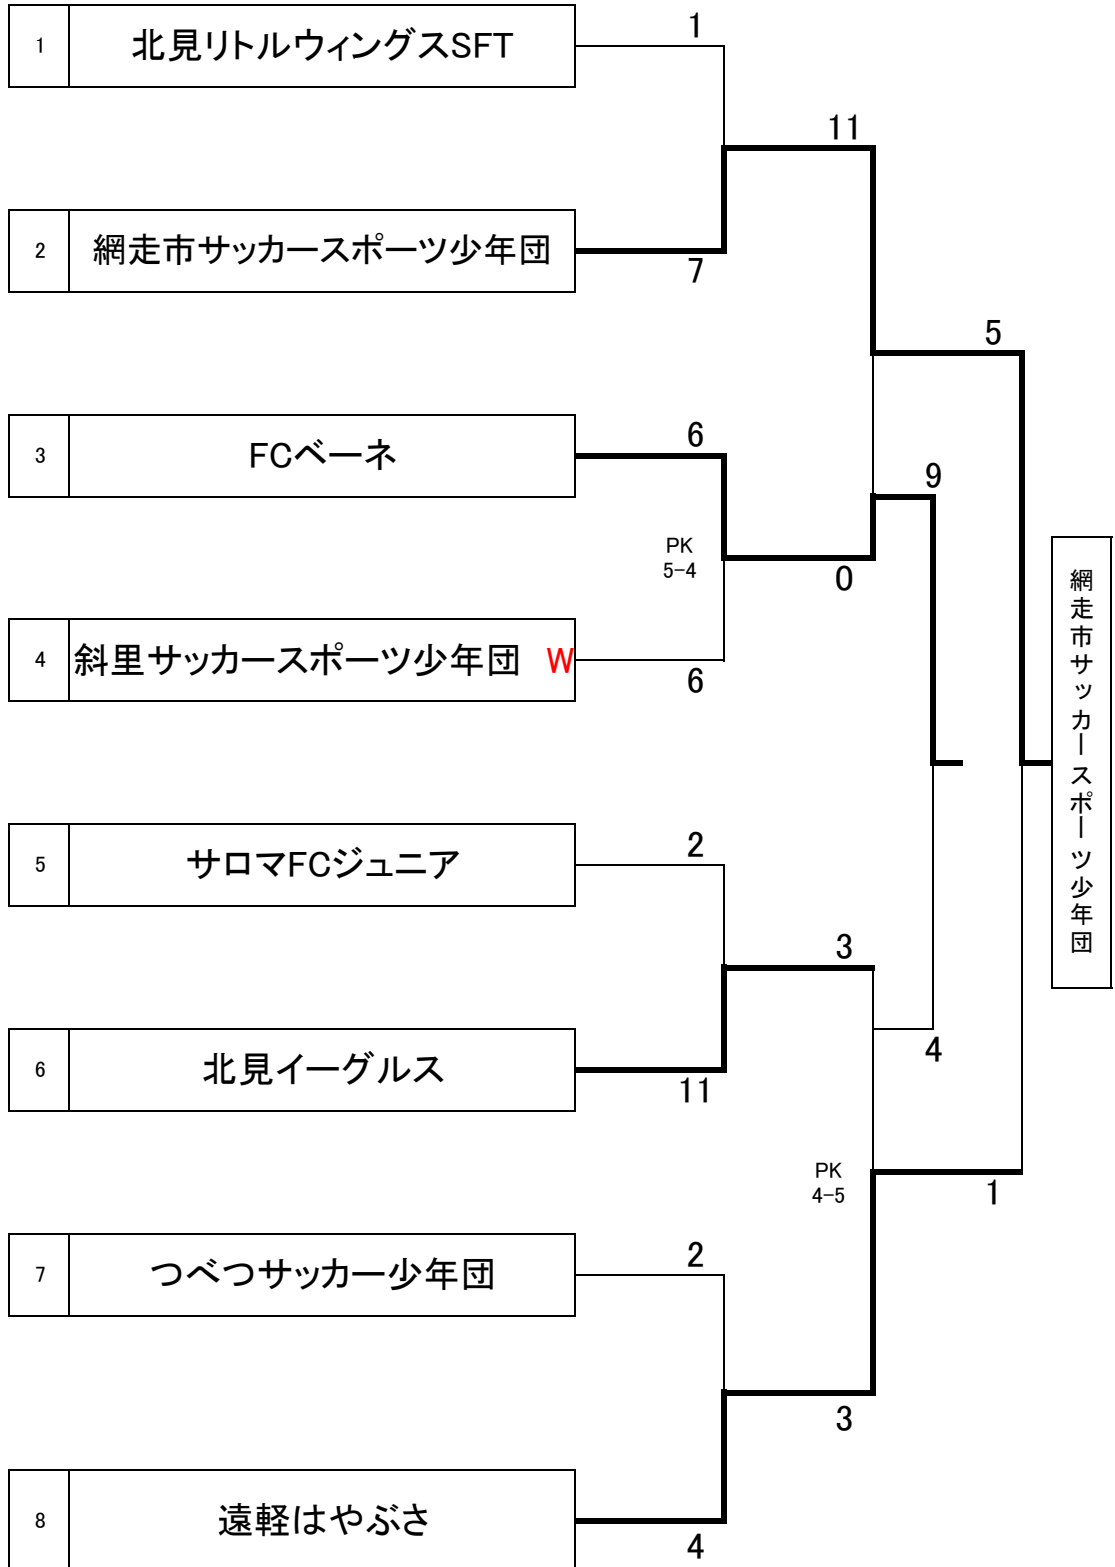 1 北見リトルウィングスSFT 1
11
2 網走市サッカースポーツ少年団 7
5
3 FCベーネ 6
9
PK
5-4
0
4 斜里サッカースポーツ少年団 W 6
網走市サッカースポーツ少年団
5 サロマFCジュニア 2
3
6 北見イーグルス 11
4
PK
4-5
1
7 つべつサッカー少年団 2
3
8 遠軽はやぶさ 4